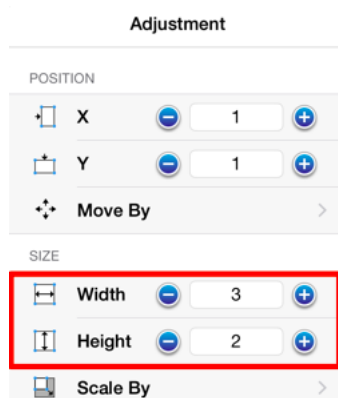 Adjustment
POSITION
X 1
Y 1
Move By
SIZE
Width 3
Height 2
Scale By